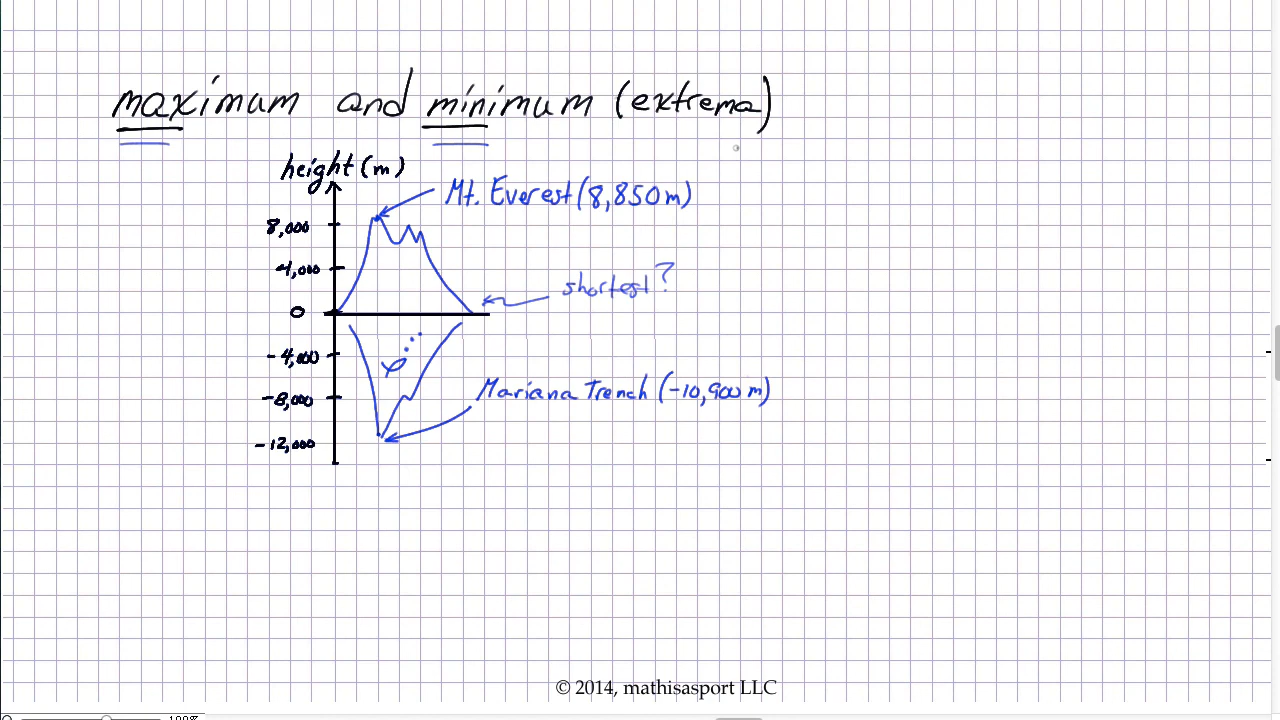 maximum and minimum (extrema)
height (m)
Mt. Everest (8,850 m)
8,000
4,000
shortest?
0
-4,000
Mariana Trench (-10,900 m)
-8,000
-12,000
© 2014, mathisasport LLC